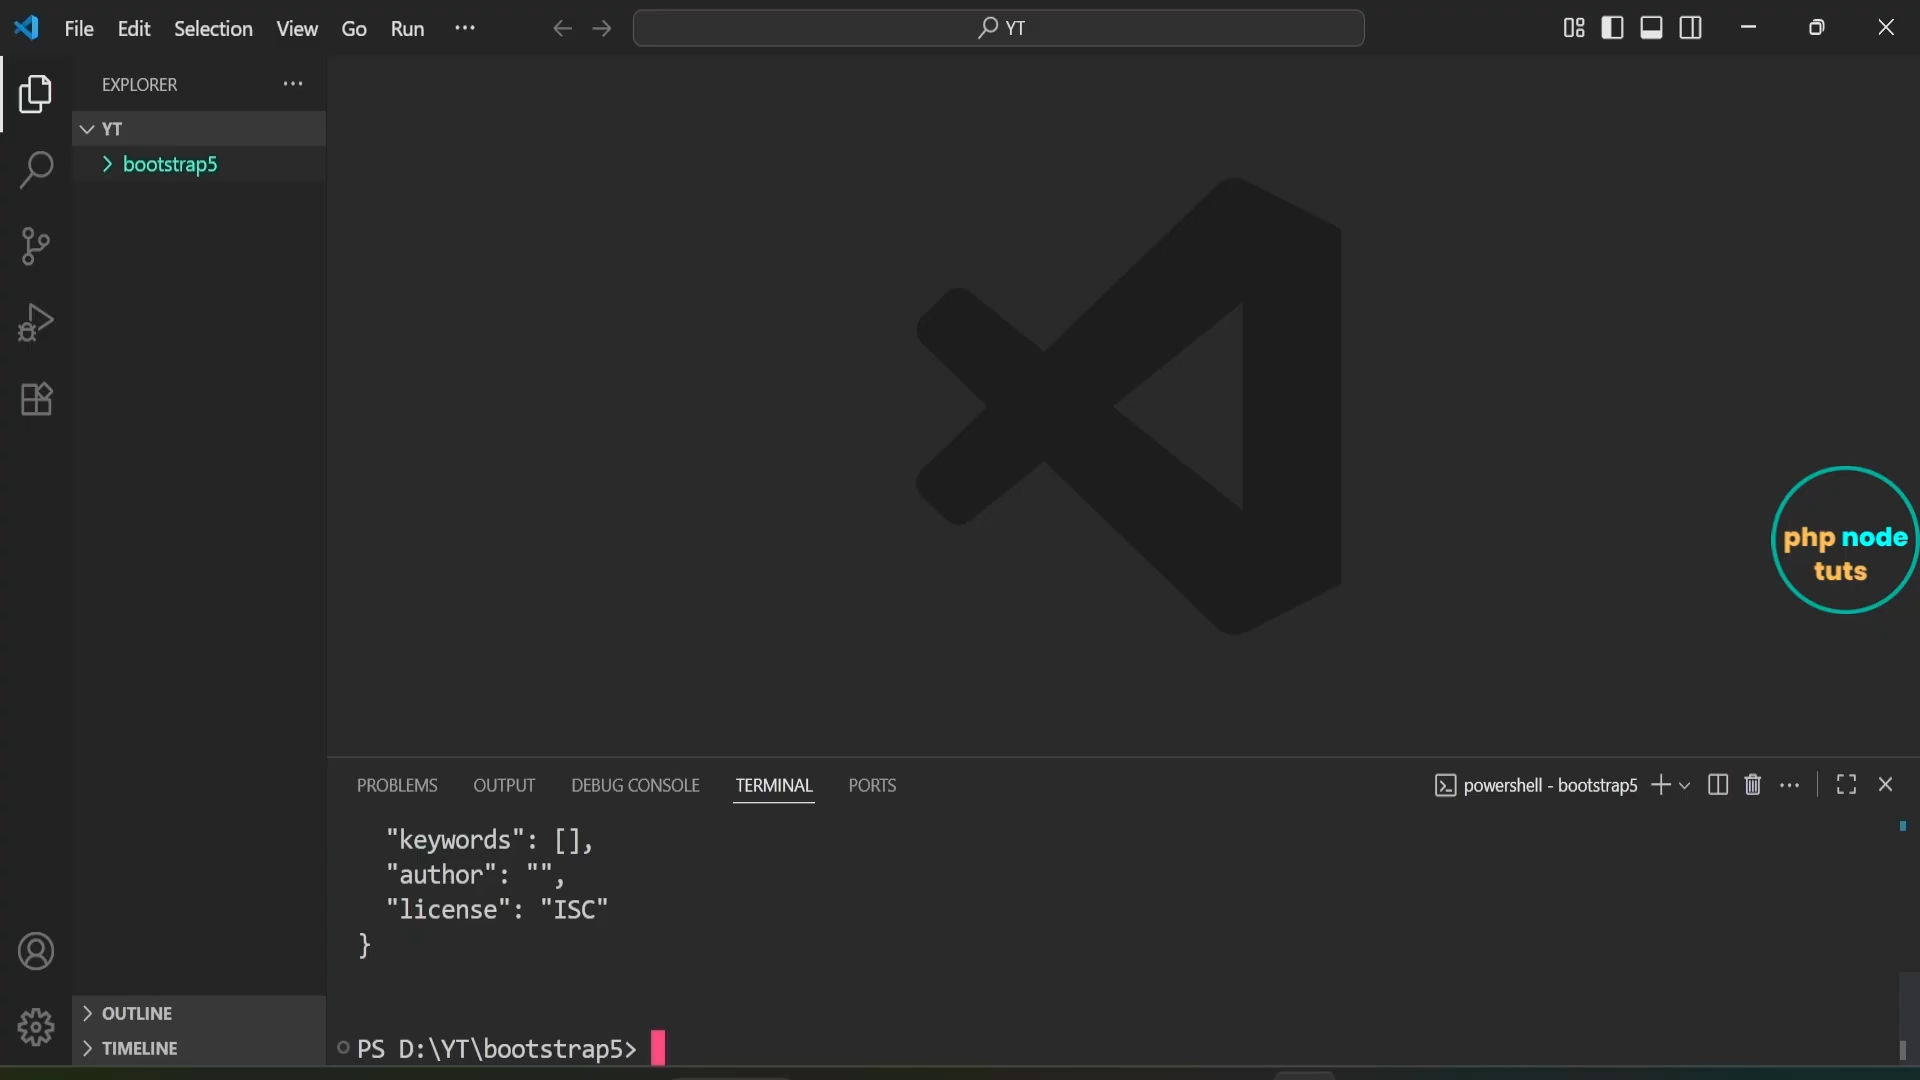 File Edit Selection View Go Run ···
YT
EXPLORER ···
YT
bootstrap5
php node
tuts
PROBLEMS OUTPUT DEBUG CONSOLE TERMINAL PORTS
powershell - bootstrap5
"keywords": [],
"author": "",
"license": "ISC"
}
PS D:\YT\bootstrap5>
OUTLINE
TIMELINE